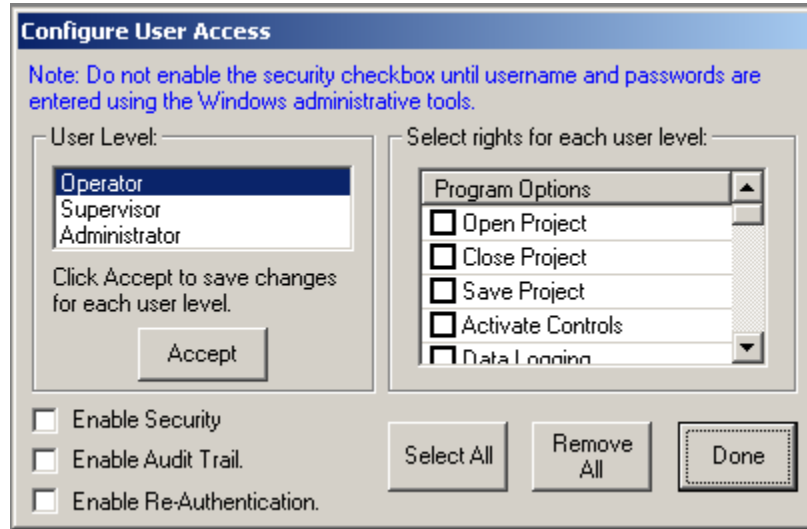 Configure User Access
Note: Do not enable the security checkbox until username and passwords are
entered using the Windows administrative tools.
User Level:
Operator
Supervisor
Administrator
Click Accept to save changes
for each user level.
Accept
Select rights for each user level:
Program Options
Open Project
Close Project
Save Project
Activate Controls
Data Logging
Enable Security
Enable Audit Trail.
Enable Re-Authentication.
Select All
Remove
All
Done